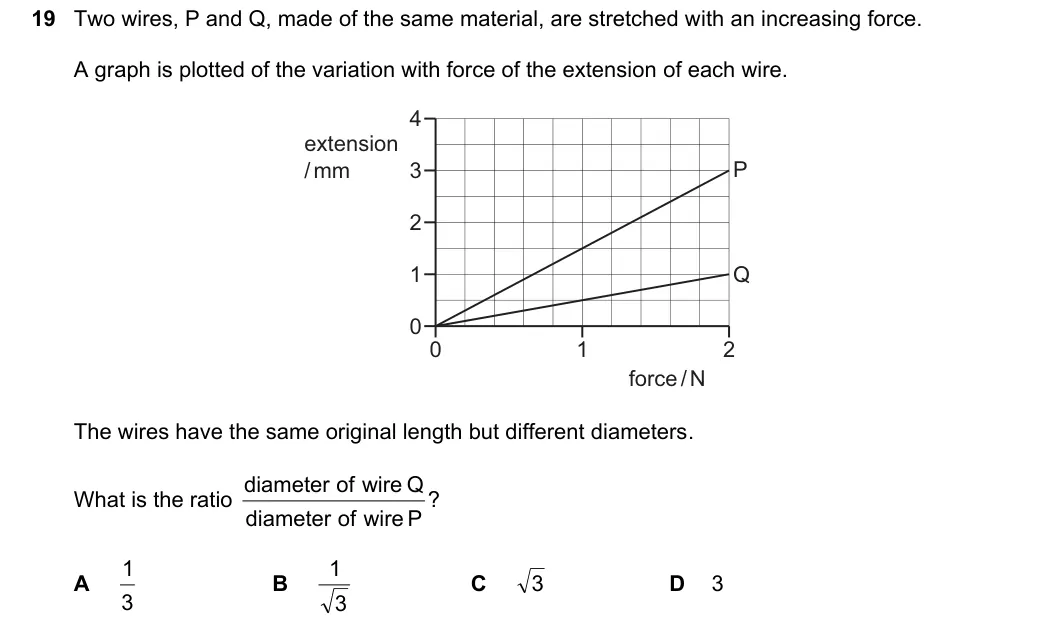 19 Two wires, P and Q, made of the same material, are stretched with an increasing force.
A graph is plotted of the variation with force of the extension of each wire.
4
extension
/mm
3
P
2
1
Q
0
0 1 2
force/N
The wires have the same original length but different diameters.
What is the ratio diameter of wire Q / diameter of wire P ?
A 1/3 B 1/√3 C √3 D 3